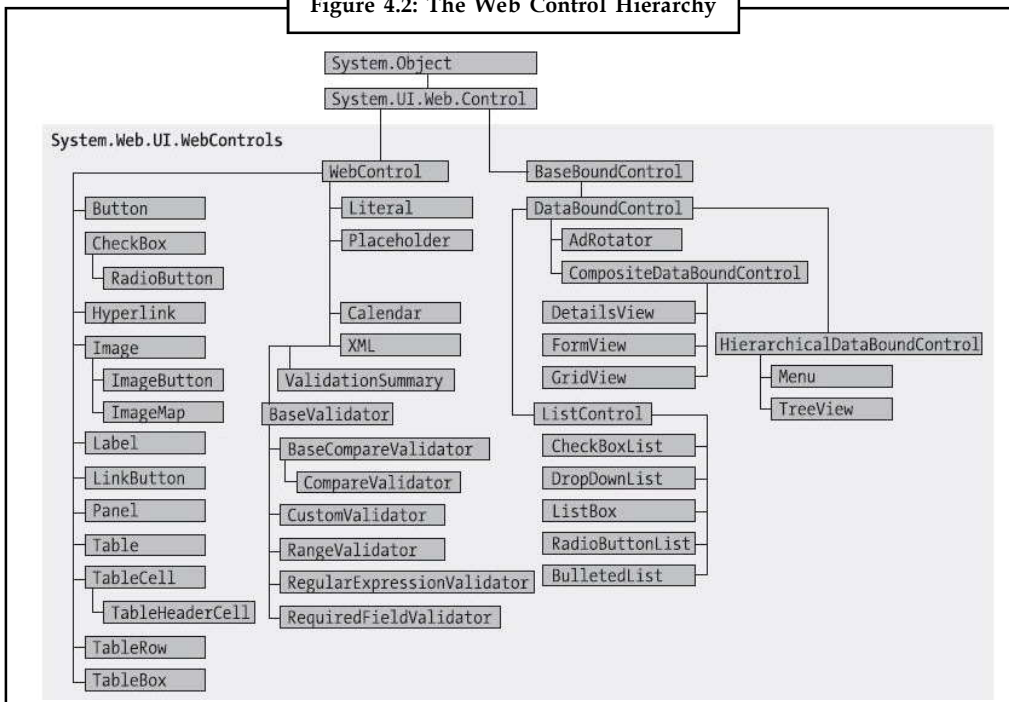 Figure 4.2: The Web Control Hierarchy
System.Object
System.UI.Web.Control
System.Web.UI.WebControls
WebControl
BaseBoundControl
Button
CheckBox
RadioButton
Hyperlink
Image
ImageButton
ImageMap
Label
LinkButton
Panel
Table
TableCell
TableHeaderCell
TableRow
TableBox
Literal
Placeholder
Calendar
XML
ValidationSummary
BaseValidator
BaseCompareValidator
CompareValidator
CustomValidator
RangeValidator
RegularExpressionValidator
RequiredFieldValidator
DataBoundControl
AdRotator
CompositeDataBoundControl
DetailsView
FormView
GridView
ListControl
CheckBoxList
DropDownList
ListBox
RadioButtonList
BulletedList
HierarchicalDataBoundControl
Menu
TreeView